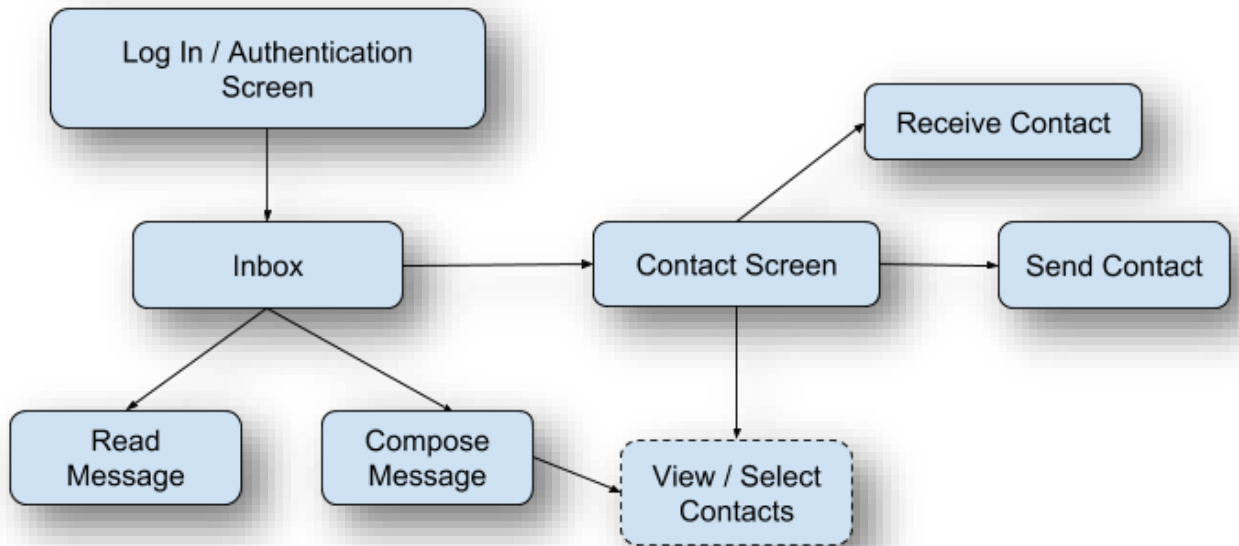 Log In / Authentication
Screen
Receive Contact
Inbox
Contact Screen
Send Contact
Read
Message
Compose
Message
View / Select
Contacts